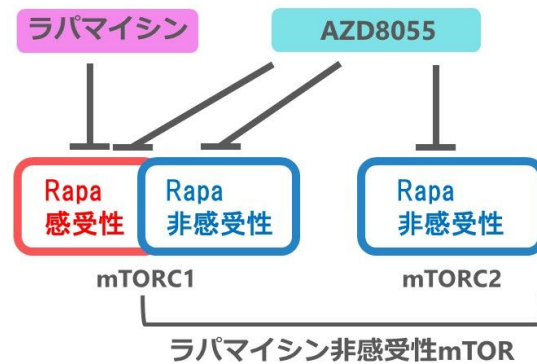 ラパマイシン
AZD8055
Rapa
感受性
Rapa
非感受性
Rapa
非感受性
mTORC1
mTORC2
ラパマイシン非感受性mTOR